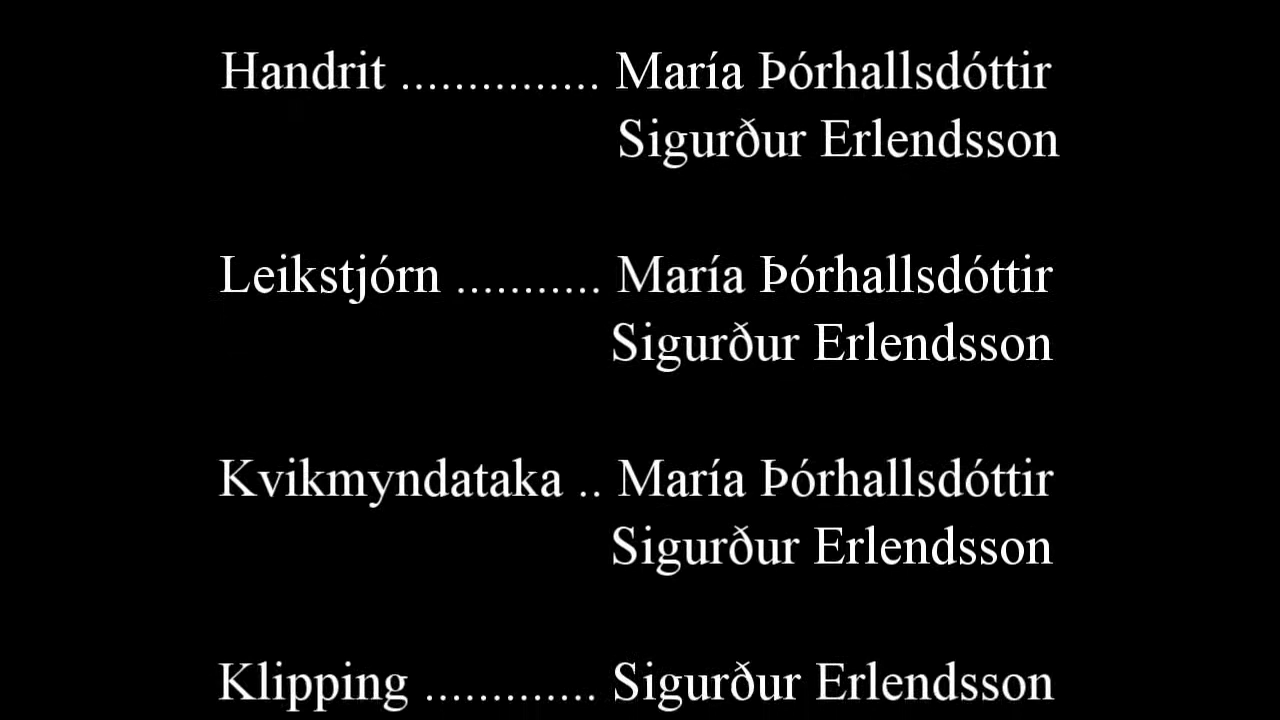 Handrit ............... María Þórhallsdóttir
Sigurður Erlendsson
Leikstjórn ........... María Þórhallsdóttir
Sigurður Erlendsson
Kvikmyndataka .. María Þórhallsdóttir
Sigurður Erlendsson
Klipping ............. Sigurður Erlendsson